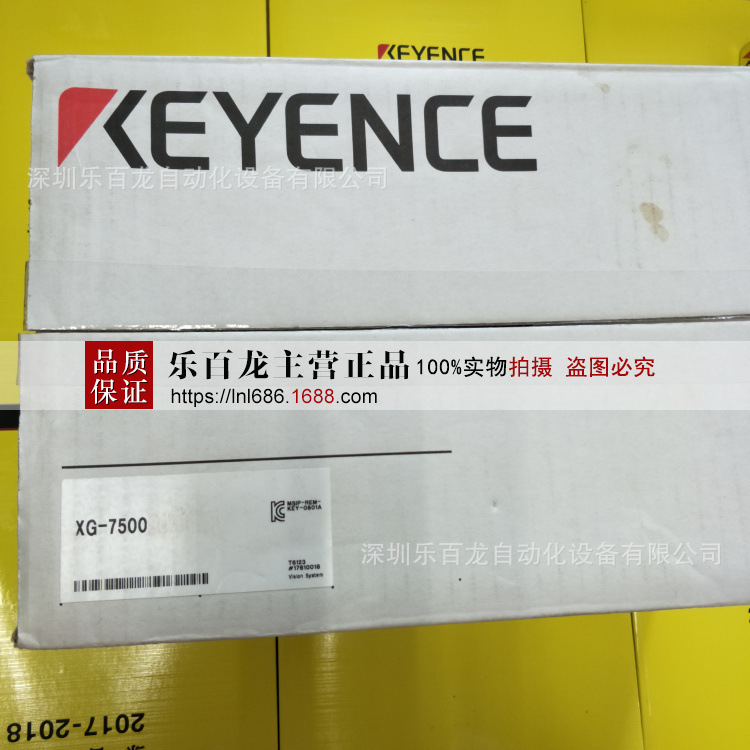 KEYENCE
KEYENCE
深圳乐百龙自动化设备有限公司
品质
保证
乐百龙主营正品 100%实物拍摄 盗图必究
https://lnl686.1688.com
XG-7500
MSIP-REM-
KEY-0601A
T6123
#17610016
Vision System
深圳乐百龙自动化设备有限公司
2017-2018